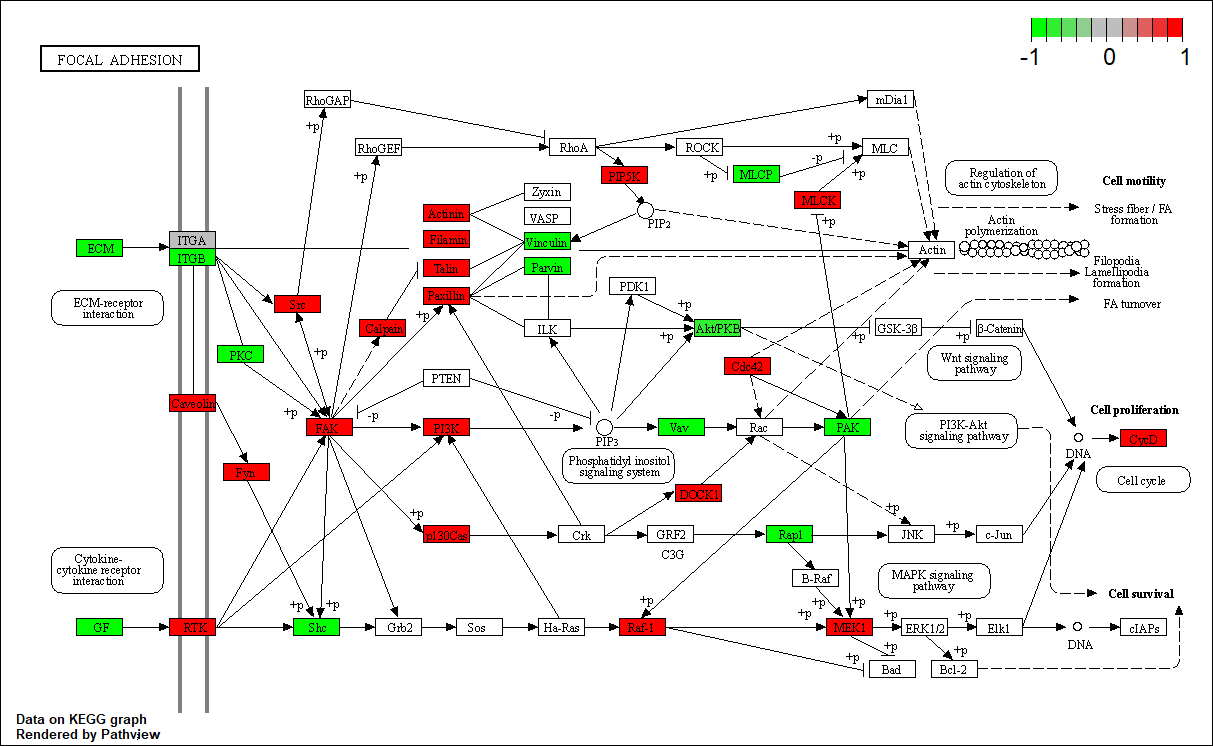 -1 0 1
FOCAL ADHESION
RhoGAP
mDia1
+p
RhoGEF
RhoA
ROCK
+p
MLC
+p
PIP5K
+p
MLCP
-p
+p
Regulation of
actin cytoskeleton
Cell motility
MLCK
+p
Zyxin
Actinin
VASP
PIP2
Stress fiber / FA
formation
Actin
polymerization
ECM
ITGA
ITGB
Filamin
Vinculin
Actin
Talin
Parvin
Filopodia
Lamellipodia
formation
ECM-receptor
interaction
Src
Paxillin
PDK1
FA turnover
+p
+p
Calpain
ILK
Akt/PKB
GSK-3β
β-Catenin
+p
+p
PKC
+p
Wnt signaling
pathway
Cdc42
PTEN
Caveolin
+p
-p
-p
Cell proliferation
FAK
PI3K
PIP3
Vav
Rac
PAK
PI3K-Akt
signaling pathway
DNA
CycD
Phosphatidyl inositol
signaling system
Fyn
Cell cycle
DOCK1
+p
+p
p130Cas
Crk
GRF2
C3G
Rap1
JNK
+p
c-Jun
Cytokine-
cytokine receptor
interaction
B-Raf
MAPK signaling
pathway
Cell survival
+p
+p
+p
+p
+p
+p
GF
RTK
Shc
Grb2
Sos
Ha-Ras
Raf-1
MEK1
+p
ERK1/2
+p
Elk1
DNA
cIAPs
+p
+p
+p
Bad
Bcl-2
Data on KEGG graph
Rendered by Pathview